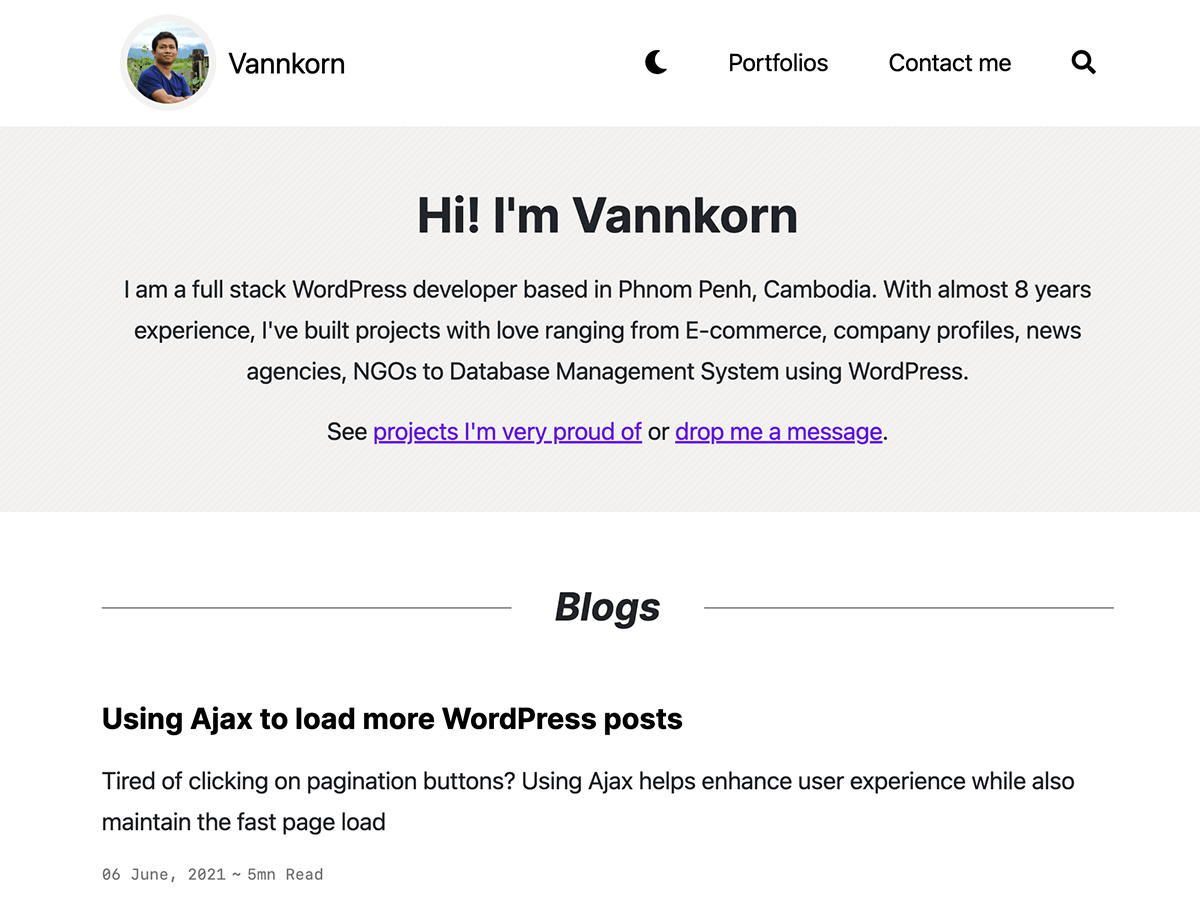 Vannkorn
Portfolios
Contact me
Hi! I'm Vannkorn
I am a full stack WordPress developer based in Phnom Penh, Cambodia. With almost 8 years
experience, I've built projects with love ranging from E-commerce, company profiles, news
agencies, NGOs to Database Management System using WordPress.
See projects I'm very proud of or drop me a message.
Blogs
Using Ajax to load more WordPress posts
Tired of clicking on pagination buttons? Using Ajax helps enhance user experience while also
maintain the fast page load
06 June, 2021 ~ 5mn Read